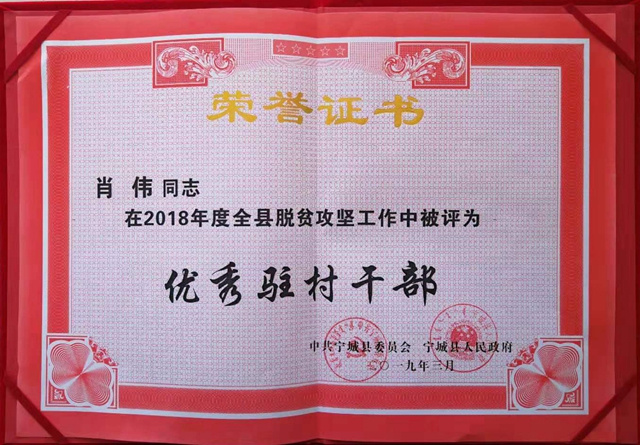 荣誉证书
肖伟同志
在2018年度全县脱贫攻坚工作中被评为
优秀驻村干部
中共宁城县委员会 宁城县人民政府
二〇一九年三月